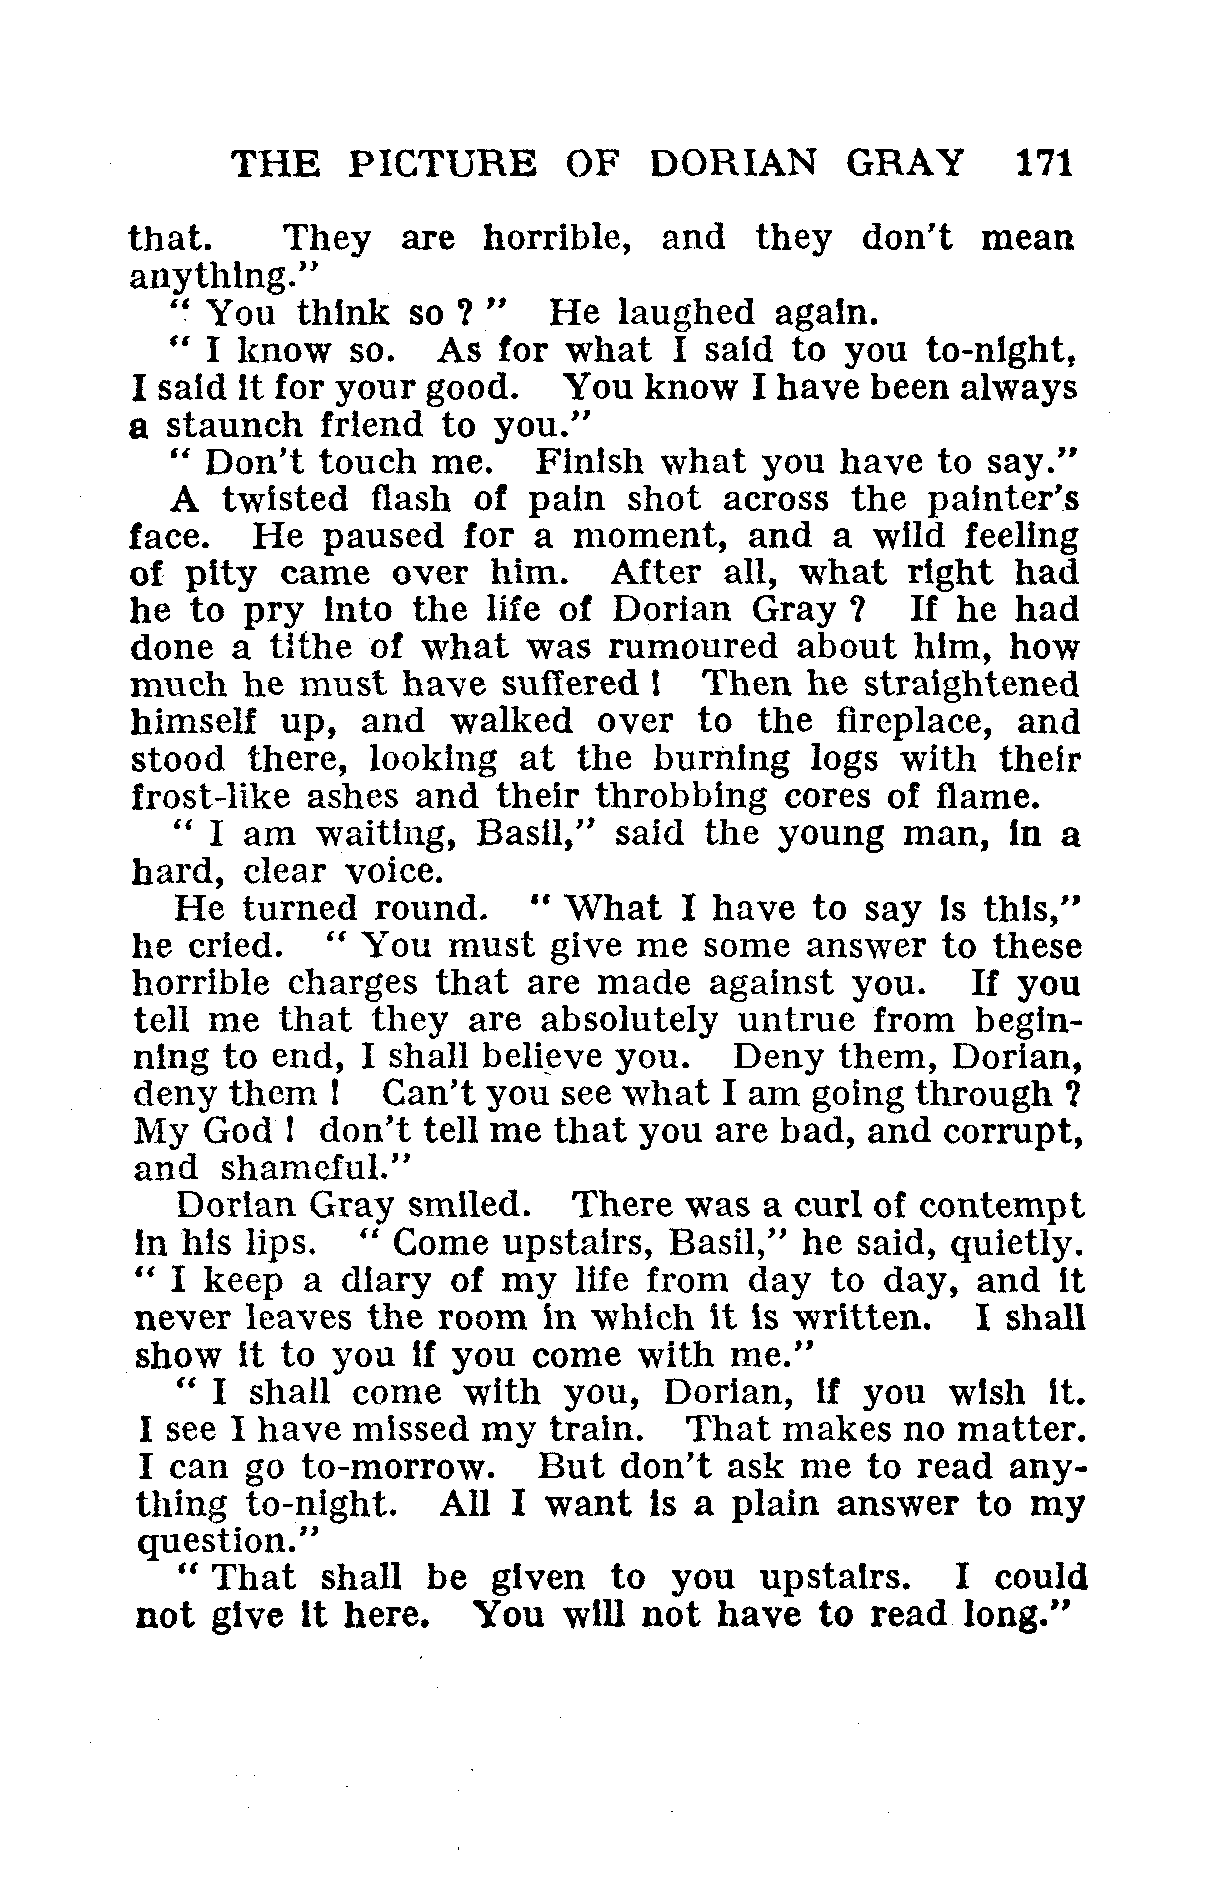 THE PICTURE OF DORIAN GRAY 171
that. They are horrible, and they don't mean
anything."
" You think so ? " He laughed again.
" I know so. As for what I said to you to-night,
I said it for your good. You know I have been always
a staunch friend to you."
" Don't touch me. Finish what you have to say."
A twisted flash of pain shot across the painter's
face. He paused for a moment, and a wild feeling
of pity came over him. After all, what right had
he to pry into the life of Dorian Gray ? If he had
done a tithe of what was rumoured about him, how
much he must have suffered ! Then he straightened
himself up, and walked over to the fireplace, and
stood there, looking at the burning logs with their
frost-like ashes and their throbbing cores of flame.
" I am waiting, Basil," said the young man, in a
hard, clear voice.
He turned round. " What I have to say is this,"
he cried. " You must give me some answer to these
horrible charges that are made against you. If you
tell me that they are absolutely untrue from begin-
ning to end, I shall believe you. Deny them, Dorian,
deny them ! Can't you see what I am going through ?
My God ! don't tell me that you are bad, and corrupt,
and shameful."
Dorian Gray smiled. There was a curl of contempt
in his lips. " Come upstairs, Basil," he said, quietly.
" I keep a diary of my life from day to day, and it
never leaves the room in which it is written. I shall
show it to you if you come with me."
" I shall come with you, Dorian, if you wish it.
I see I have missed my train. That makes no matter.
I can go to-morrow. But don't ask me to read any-
thing to-night. All I want is a plain answer to my
question."
" That shall be given to you upstairs. I could
not give it here. You will not have to read long."